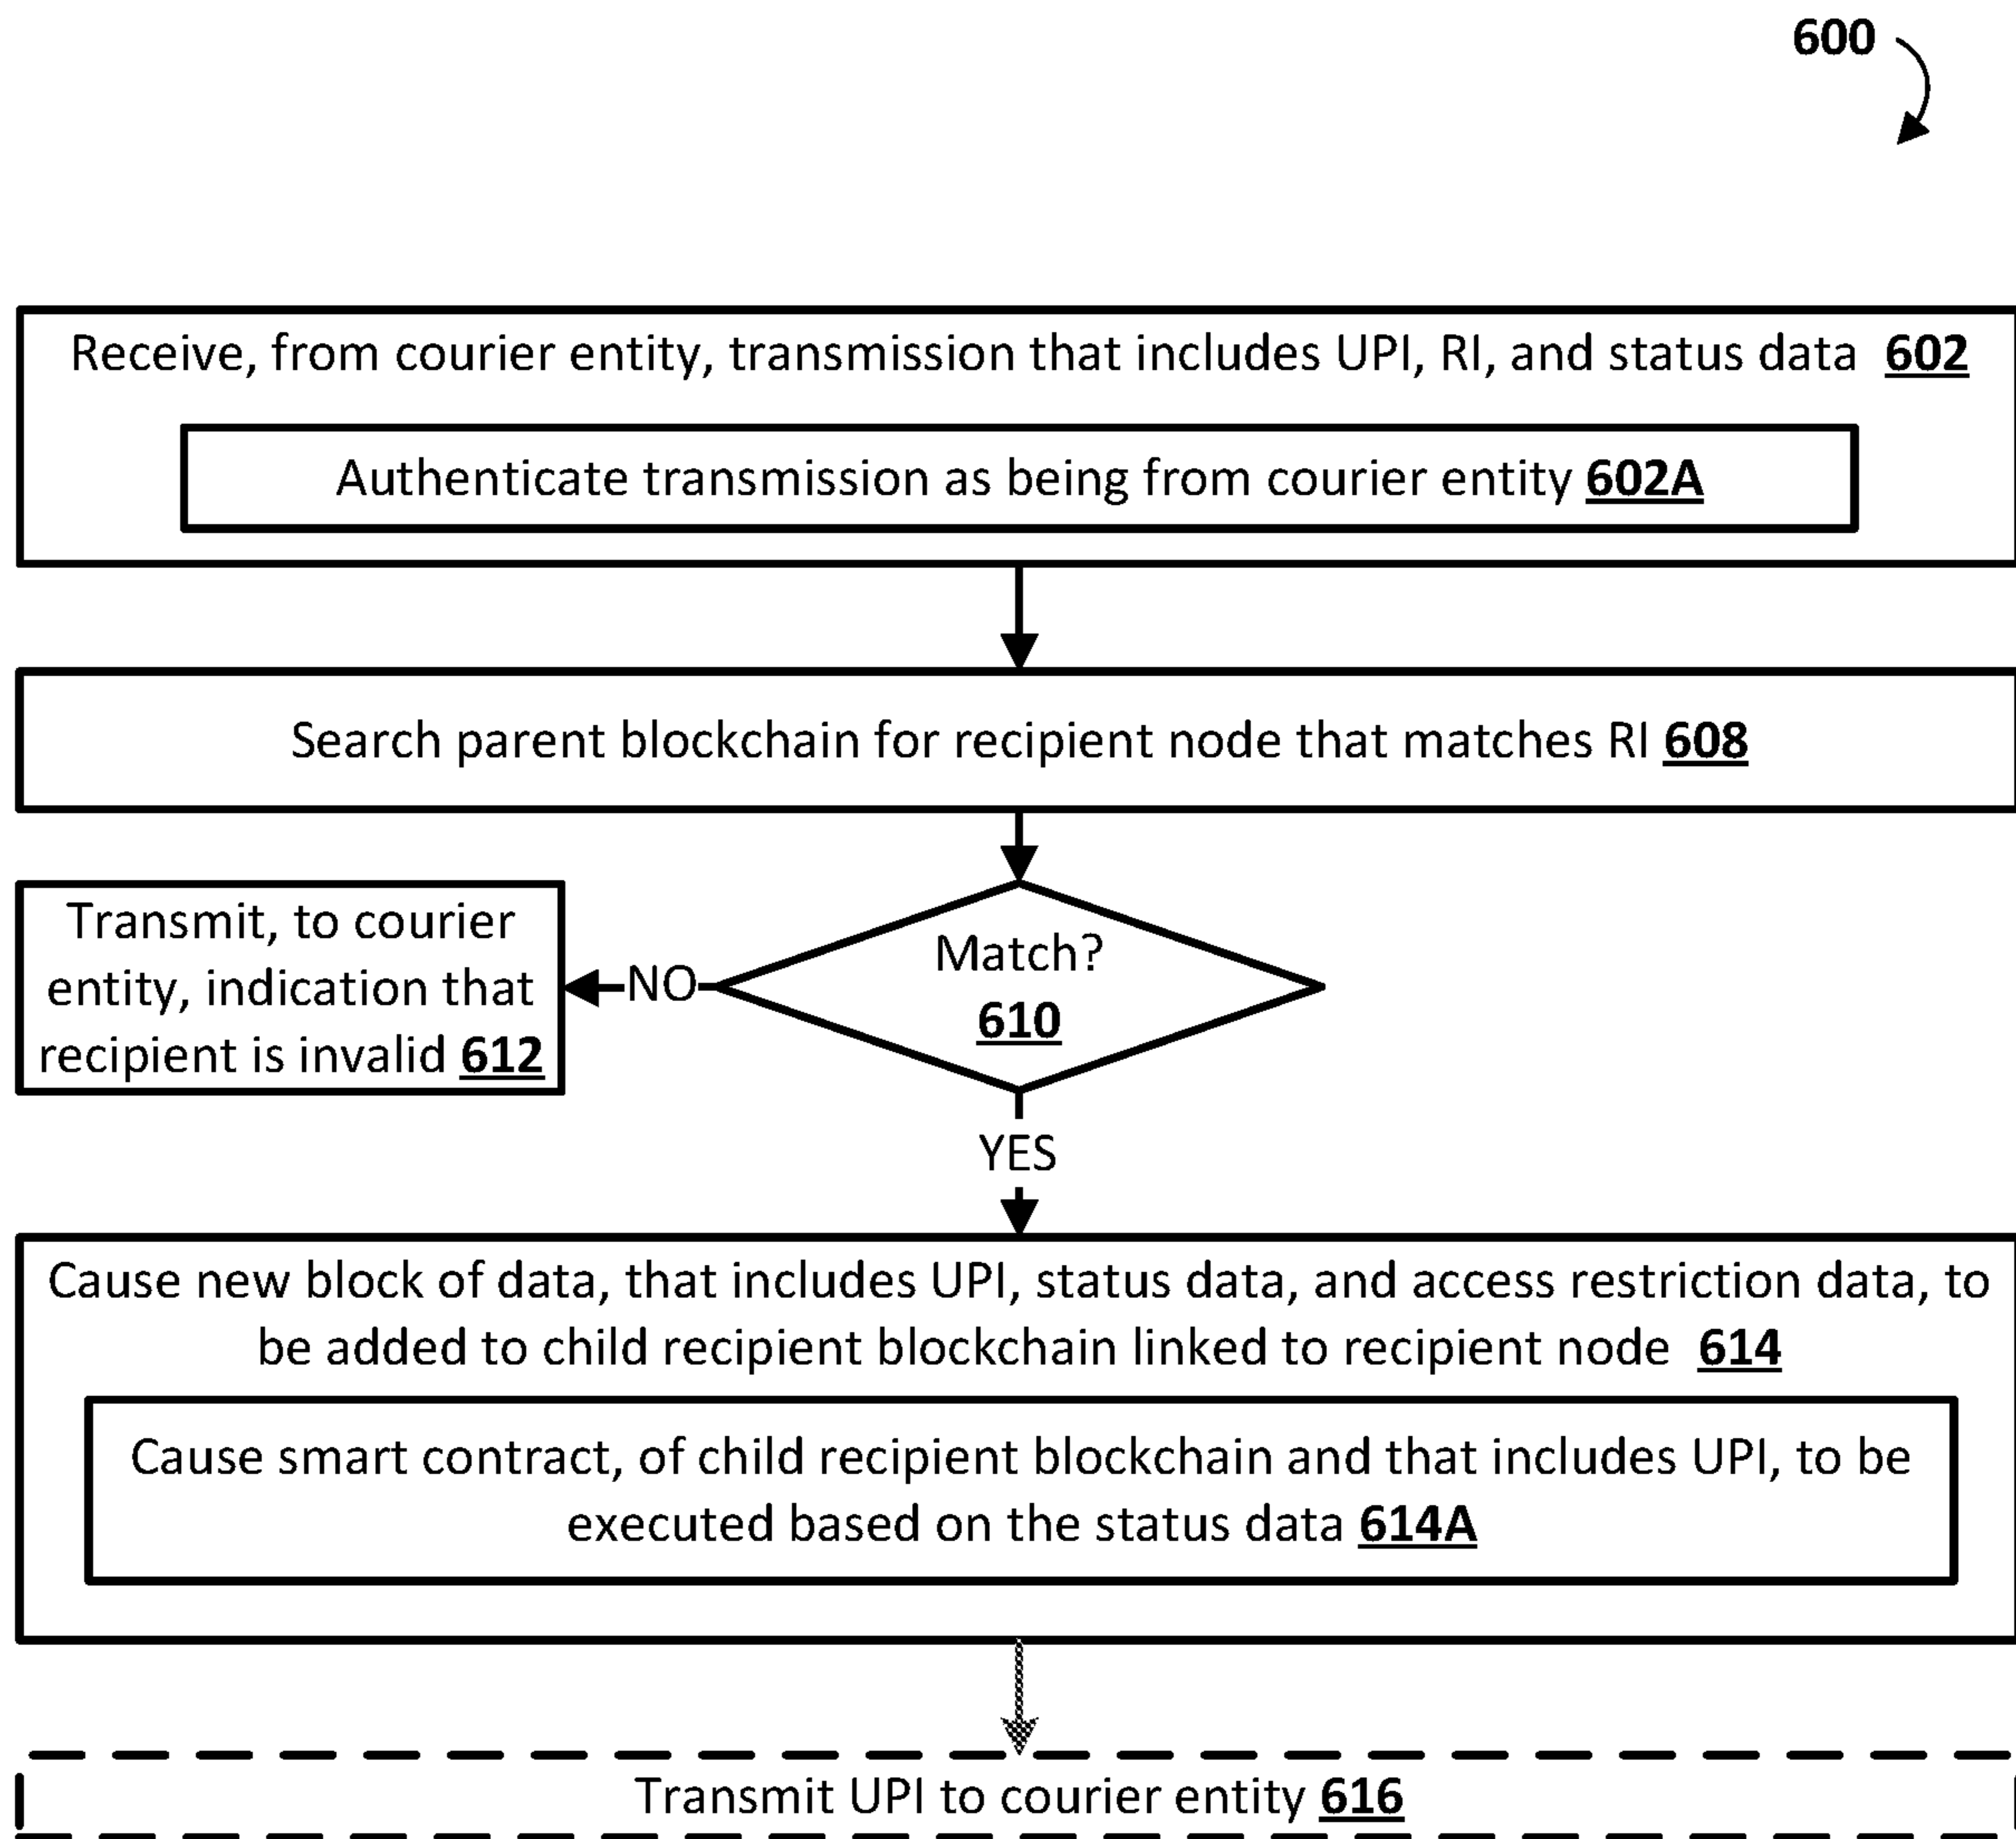 600
Receive, from courier entity, transmission that includes UPI, RI, and status data 602
Authenticate transmission as being from courier entity 602A
Search parent blockchain for recipient node that matches RI 608
Transmit, to courier
entity, indication that
recipient is invalid 612
NO
Match?
610
YES
Cause new block of data, that includes UPI, status data, and access restriction data, to
be added to child recipient blockchain linked to recipient node 614
Cause smart contract, of child recipient blockchain and that includes UPI, to be
executed based on the status data 614A
Transmit UPI to courier entity 616